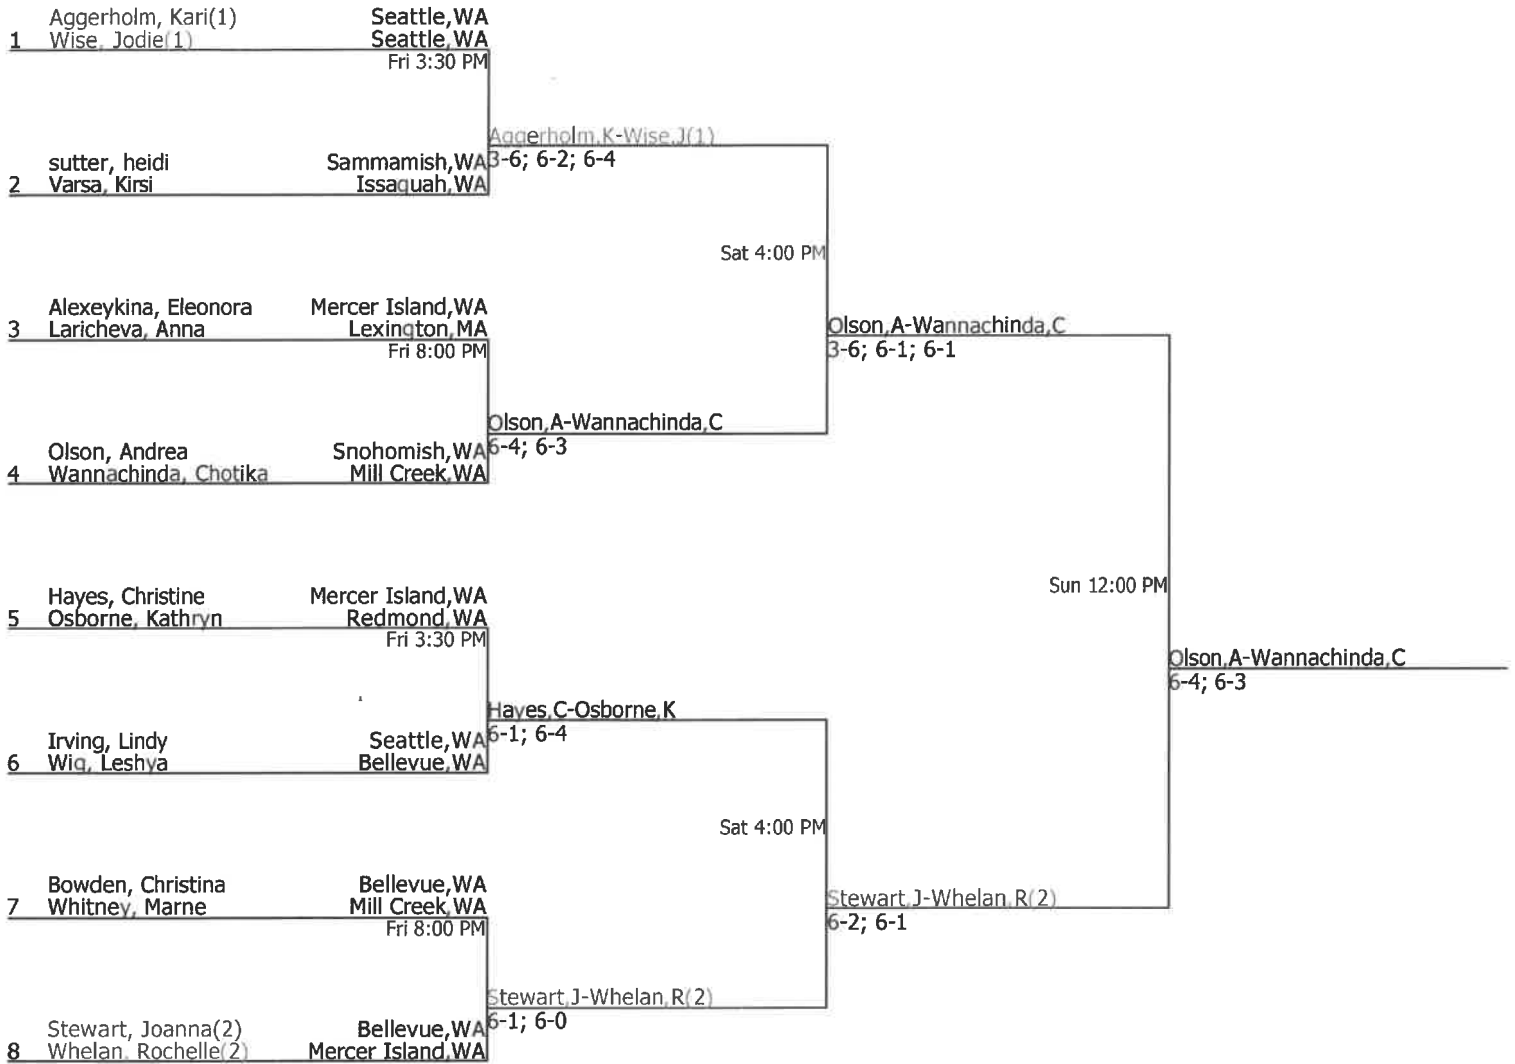 Aggerholm, Kari(1) Seattle,WA
1 Wise, Jodie(1) Seattle,WA
Fri 3:30 PM
Aggerholm,K-Wise,J(1)
3-6; 6-2; 6-4
sutter, heidi Sammamish,WA
2 Varsa, Kirsi Issaquah,WA
Sat 4:00 PM
Alexeykina, Eleonora Mercer Island,WA
3 Laricheva, Anna Lexington,MA
Fri 8:00 PM
Olson,A-Wannachinda,C
3-6; 6-1; 6-1
Olson,A-Wannachinda,C
6-4; 6-3
Olson, Andrea Snohomish,WA
4 Wannachinda, Chotika Mill Creek,WA
Sun 12:00 PM
Hayes, Christine Mercer Island,WA
5 Osborne, Kathryn Redmond,WA
Fri 3:30 PM
Olson,A-Wannachinda,C
6-4; 6-3
Hayes,C-Osborne,K
6-1; 6-4
Irving, Lindy Seattle,WA
6 Wig, Leshya Bellevue,WA
Sat 4:00 PM
Bowden, Christina Bellevue,WA
7 Whitney, Marne Mill Creek,WA
Fri 8:00 PM
Stewart,J-Whelan,R(2)
6-2; 6-1
Stewart,J-Whelan,R(2)
6-1; 6-0
Stewart, Joanna(2) Bellevue,WA
8 Whelan, Rochelle(2) Mercer Island,WA